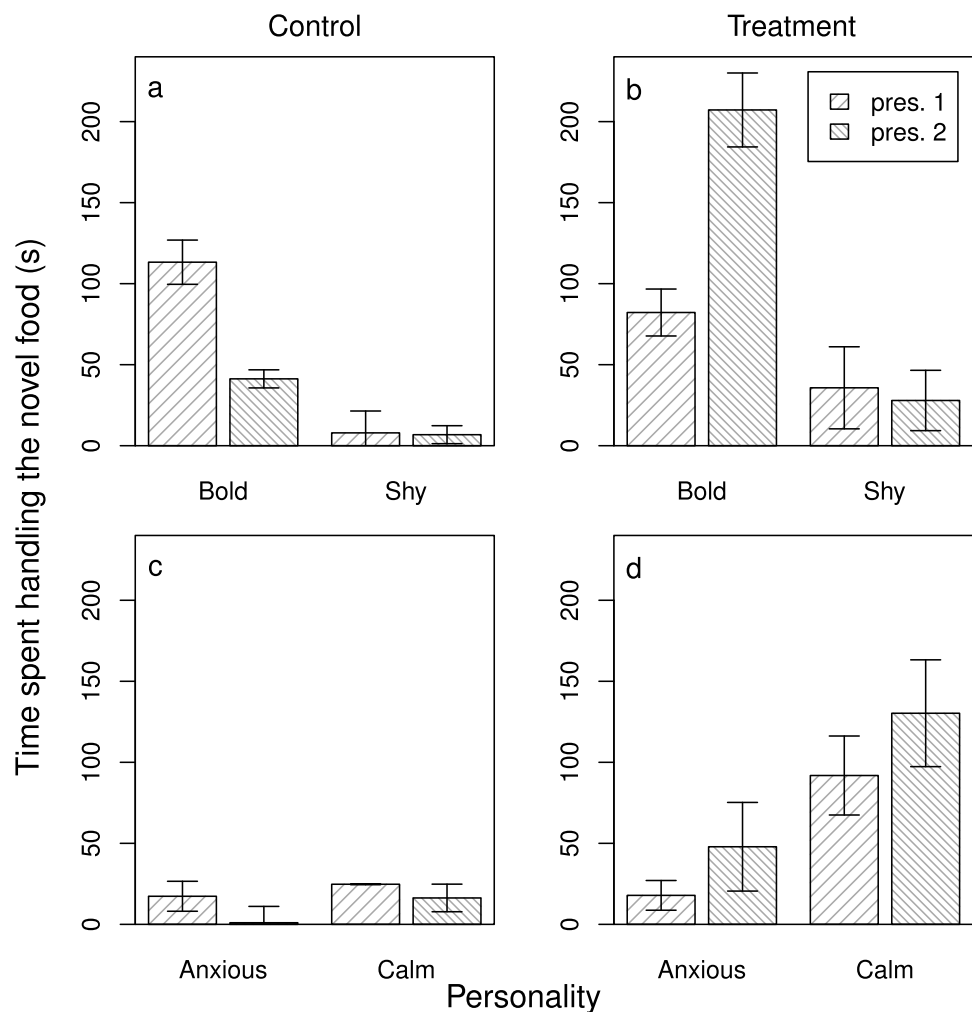 Control
Treatment
a
b
pres. 1
pres. 2
Time spent handling the novel food (s)
0
50
100
150
200
0
50
100
150
200
Bold
Shy
Bold
Shy
c
d
0
50
100
150
200
0
50
100
150
200
Anxious
Calm
Anxious
Calm
Personality